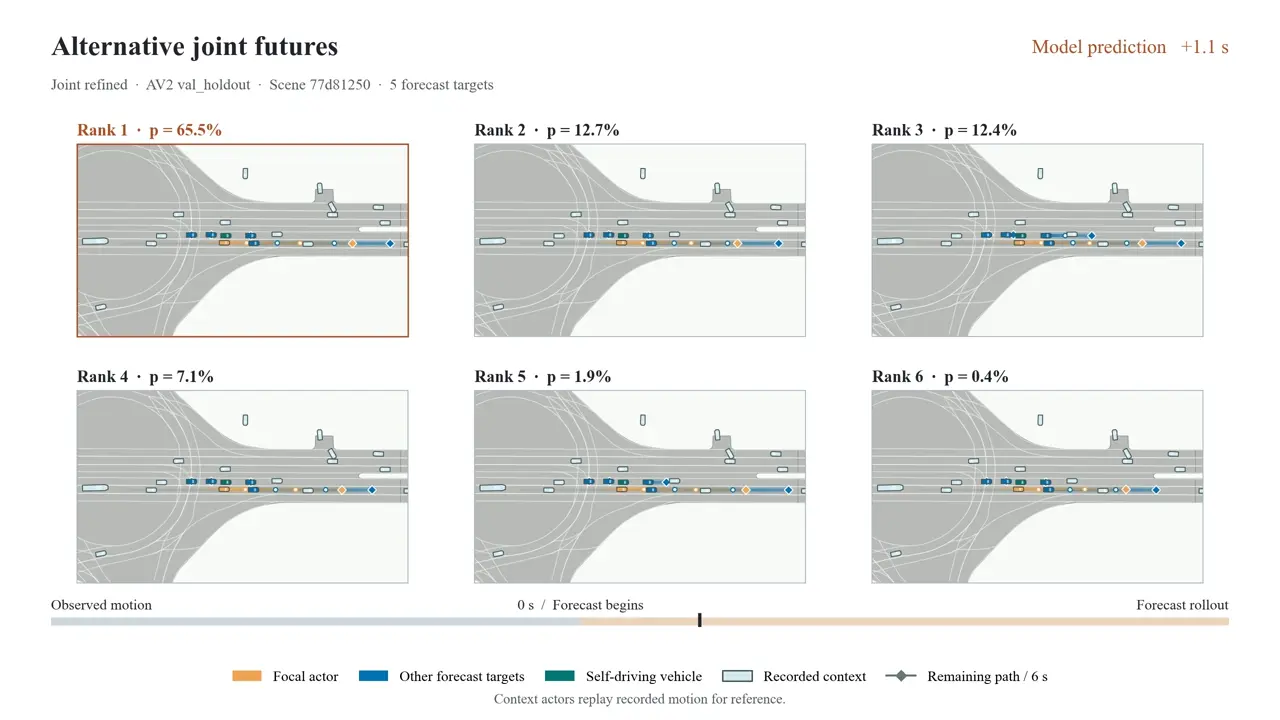 Alternative joint futures
Model prediction +1.1 s
Joint refined · AV2 val_holdout · Scene 77d81250 · 5 forecast targets
Rank 1 · p = 65.5%
Rank 2 · p = 12.7%
Rank 3 · p = 12.4%
Rank 4 · p = 7.1%
Rank 5 · p = 1.9%
Rank 6 · p = 0.4%
Observed motion
0 s / Forecast begins
Forecast rollout
Focal actor
Other forecast targets
Self-driving vehicle
Recorded context
Remaining path / 6 s
Context actors replay recorded motion for reference.